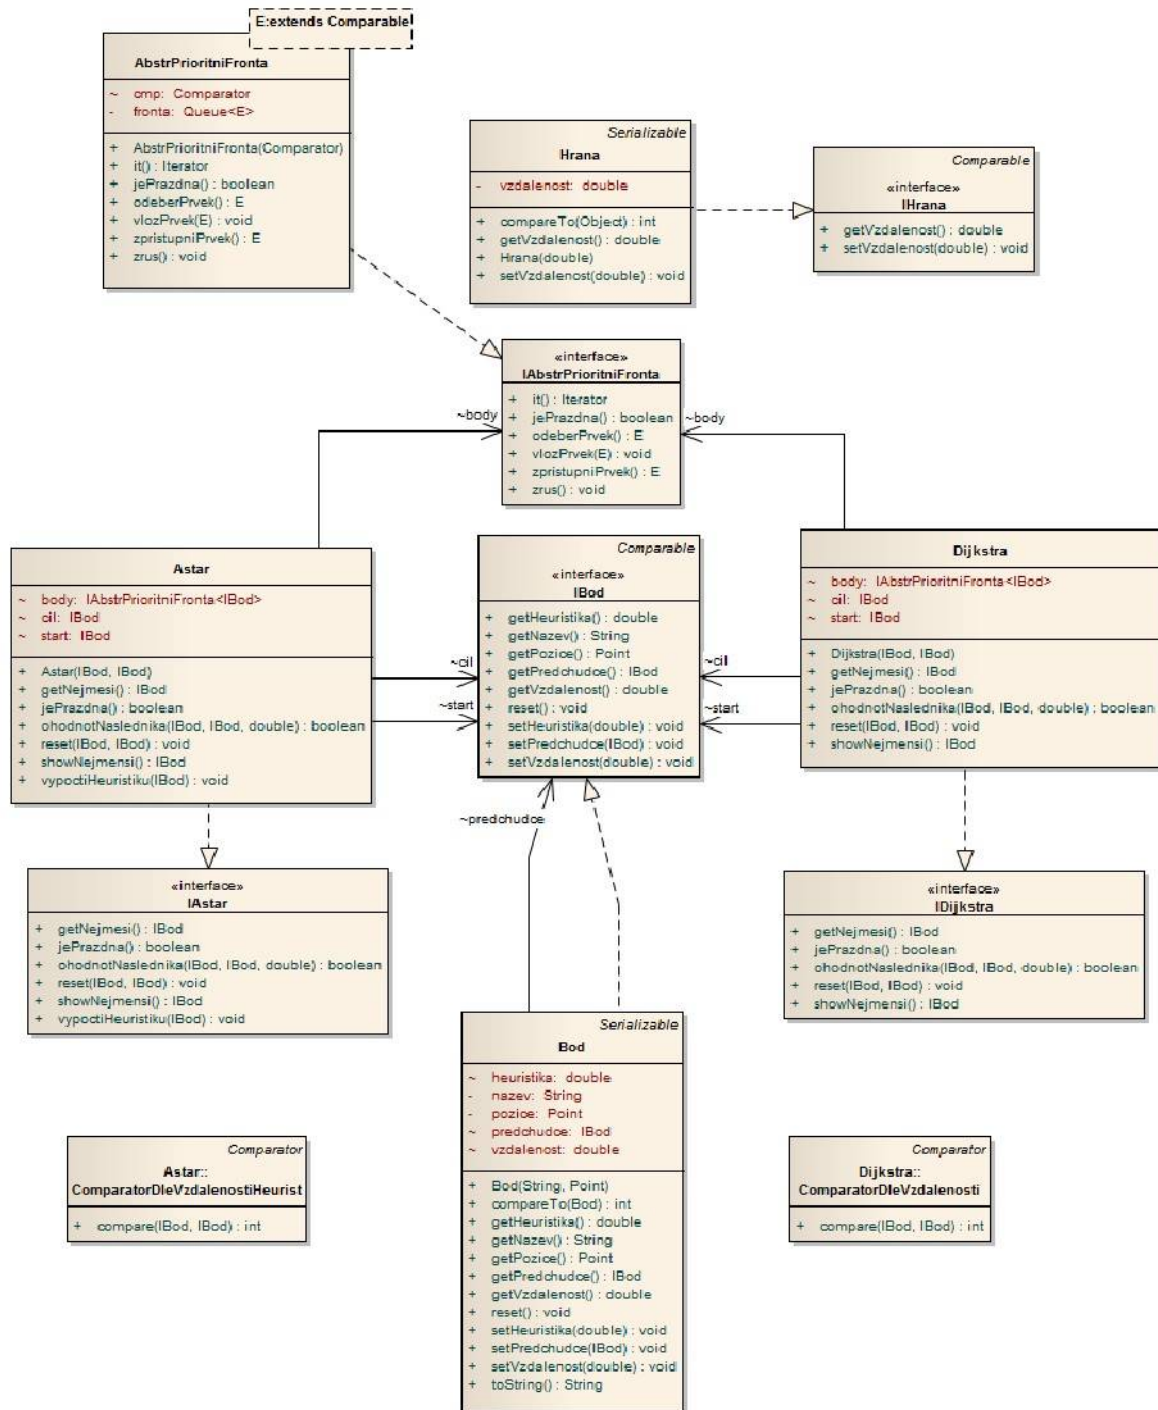 E:extends Comparable
AbstrPrioritniFronta
~ cmp: Comparator
- fronta: Queue<E>
+ AbstrPrioritniFronta(Comparator)
+ it() : Iterator
+ jePrazdna() : boolean
+ odeberPrvek() : E
+ vlozPrvek(E) : void
+ zpristupniPrvek() : E
+ zrus() : void
Serializable
Hrana
- vzdalenost: double
+ compareTo(Object) : int
+ getVzdalenost() : double
+ Hrana(double)
+ setVzdalenost(double) : void
Comparable
«interface»
IHrana
+ getVzdalenost() : double
+ setVzdalenost(double) : void
«interface»
IAbstrPrioritniFronta
+ it() : Iterator
+ jePrazdna() : boolean
+ odeberPrvek() : E
+ vlozPrvek(E) : void
+ zpristupniPrvek() : E
+ zrus() : void
~body
~body
Astar
~ body: IAbstrPrioritniFronta<IBod>
~ cil: IBod
~ start: IBod
+ Astar(IBod, IBod)
+ getNejmesi() : IBod
+ jePrazdna() : boolean
+ ohodnotNaslednika(IBod, IBod, double) : boolean
+ reset(IBod, IBod) : void
+ showNejmensi() : IBod
+ vypoctiHeuristiku(IBod) : void
~cil
~start
Comparable
«interface»
IBod
+ getHeuristika() : double
+ getNazev() : String
+ getPozice() : Point
+ getPredchudce() : IBod
+ getVzdalenost() : double
+ reset() : void
+ setHeuristika(double) : void
+ setPredchudce(IBod) : void
+ setVzdalenost(double) : void
~cil
~start
Dijkstra
~ body: IAbstrPrioritniFronta<IBod>
~ cil: IBod
~ start: IBod
+ Dijkstra(IBod, IBod)
+ getNejmesi() : IBod
+ jePrazdna() : boolean
+ ohodnotNaslednika(IBod, IBod, double) : boolean
+ reset(IBod, IBod) : void
+ showNejmensi() : IBod
~predchudce
«interface»
IAstar
+ getNejmesi() : IBod
+ jePrazdna() : boolean
+ ohodnotNaslednika(IBod, IBod, double) : boolean
+ reset(IBod, IBod) : void
+ showNejmensi() : IBod
+ vypoctiHeuristiku(IBod) : void
«interface»
IDijkstra
+ getNejmesi() : IBod
+ jePrazdna() : boolean
+ ohodnotNaslednika(IBod, IBod, double) : boolean
+ reset(IBod, IBod) : void
+ showNejmensi() : IBod
Serializable
Bod
~ heuristika: double
- nazev: String
- pozice: Point
~ predchudce: IBod
~ vzdalenost: double
+ Bod(String, Point)
+ compareTo(Bod) : int
+ getHeuristika() : double
+ getNazev() : String
+ getPozice() : Point
+ getPredchudce() : IBod
+ getVzdalenost() : double
+ reset() : void
+ setHeuristika(double) : void
+ setPredchudce(IBod) : void
+ setVzdalenost(double) : void
+ toString() : String
Comparator
Astar::
ComparatorDleVzdalenostiHeurist
+ compare(IBod, IBod) : int
Comparator
Dijkstra::
ComparatorDleVzdalenosti
+ compare(IBod, IBod) : int